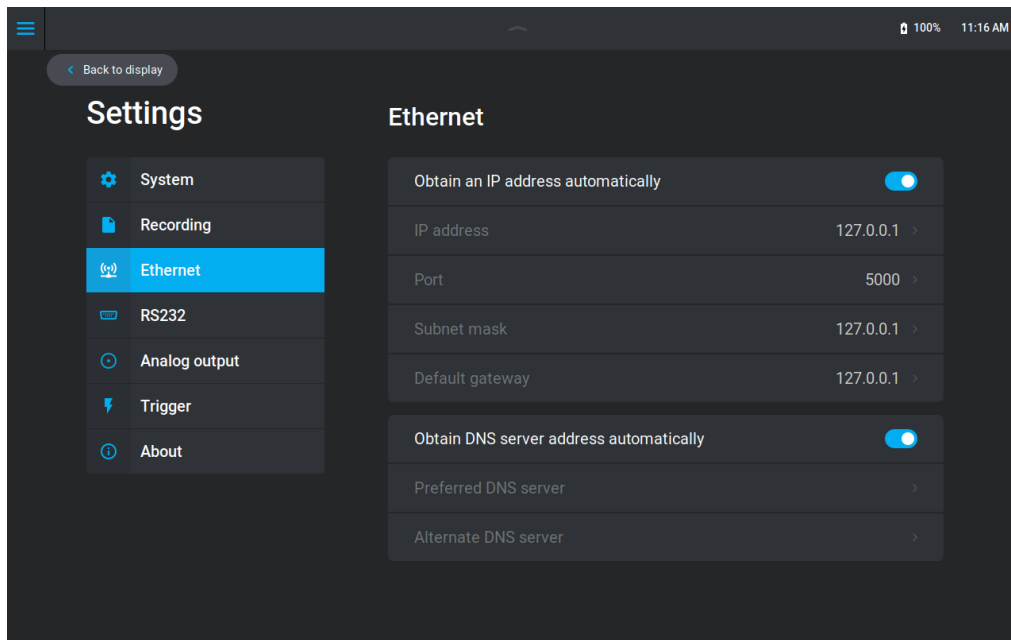 100% 11:16 AM
Back to display
Settings
System
Recording
Ethernet
RS232
Analog output
Trigger
About
Ethernet
Obtain an IP address automatically
IP address 127.0.0.1
Port 5000
Subnet mask 127.0.0.1
Default gateway 127.0.0.1
Obtain DNS server address automatically
Preferred DNS server
Alternate DNS server